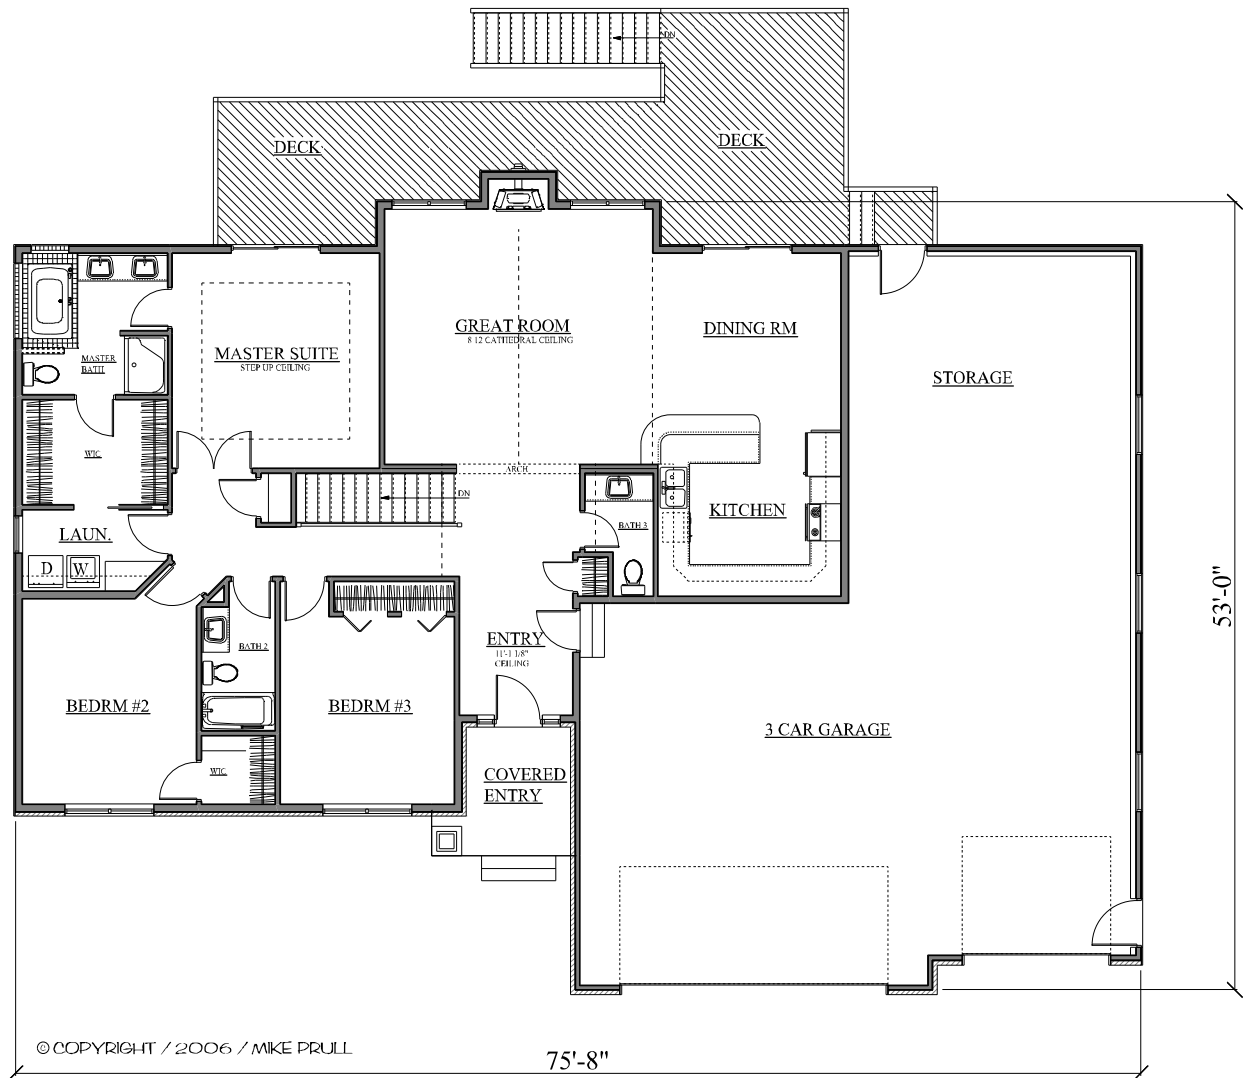 DN
DECK
DECK
GREAT ROOM
8 12 CATHEDRAL CEILING
DINING RM
MASTER SUITE
STEP UP CEILING
MASTER
BATH
STORAGE
WIC
ARCH
DN
KITCHEN
BATH 3
LAUN.
D
W
53'-0"
ENTRY
11'-1 1/8"
CEILING
BATH 2
BEDRM #2
BEDRM #3
3 CAR GARAGE
WIC
COVERED
ENTRY
© COPYRIGHT / 2006 / MIKE PRULL
75'-8"